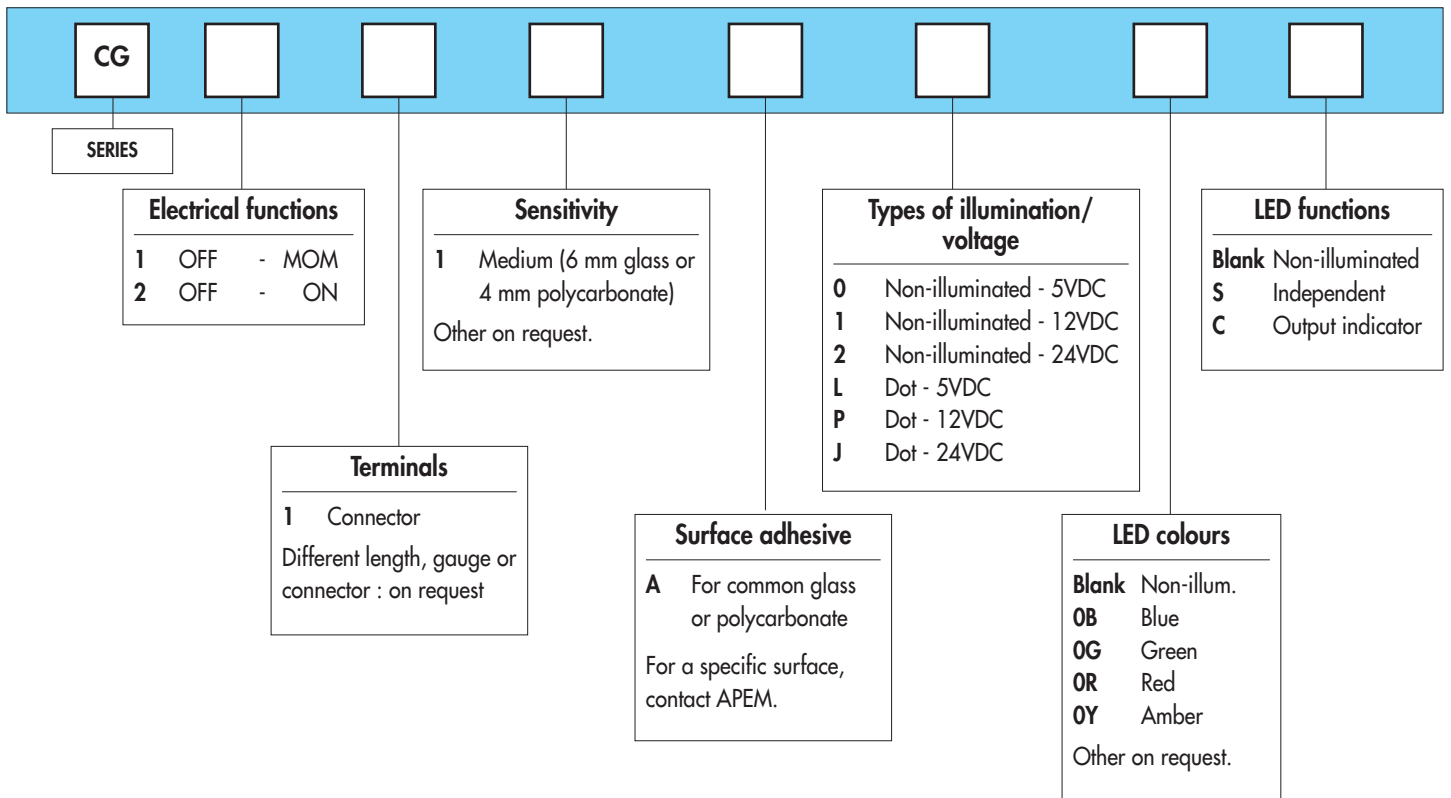 CG
SERIES
Electrical functions
1 OFF - MOM
2 OFF - ON
Terminals
1 Connector
Different length, gauge or
connector : on request
Sensitivity
1 Medium (6 mm glass or
4 mm polycarbonate)
Other on request.
Surface adhesive
A For common glass
or polycarbonate
For a specific surface,
contact APEM.
Types of illumination/
voltage
0 Non-illuminated - 5VDC
1 Non-illuminated - 12VDC
2 Non-illuminated - 24VDC
L Dot - 5VDC
P Dot - 12VDC
J Dot - 24VDC
LED colours
Blank Non-illum.
0B Blue
0G Green
0R Red
0Y Amber
Other on request.
LED functions
Blank Non-illuminated
S Independent
C Output indicator